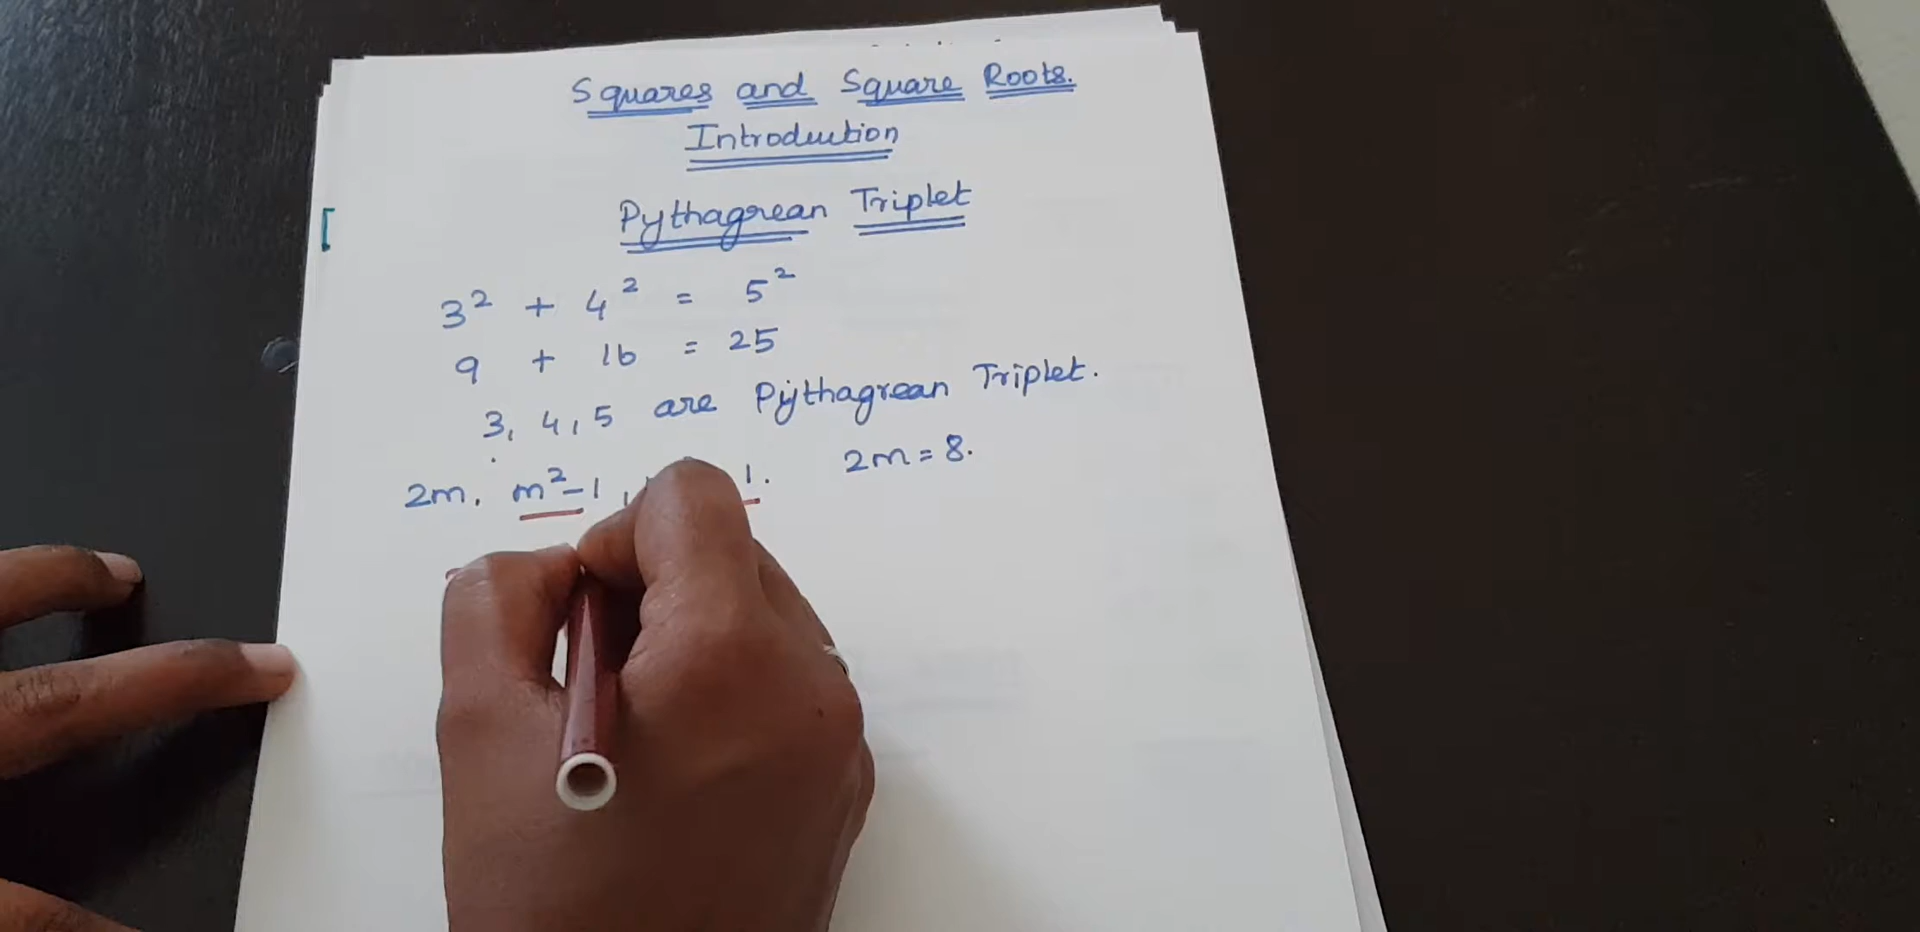 Squares and Square Roots.
Introduction
Pythagrean Triplet
3² + 4² = 5²
9 + 16 = 25
3, 4, 5 are Pythagrean Triplet.
2m, m²-1, 1. 2m = 8.